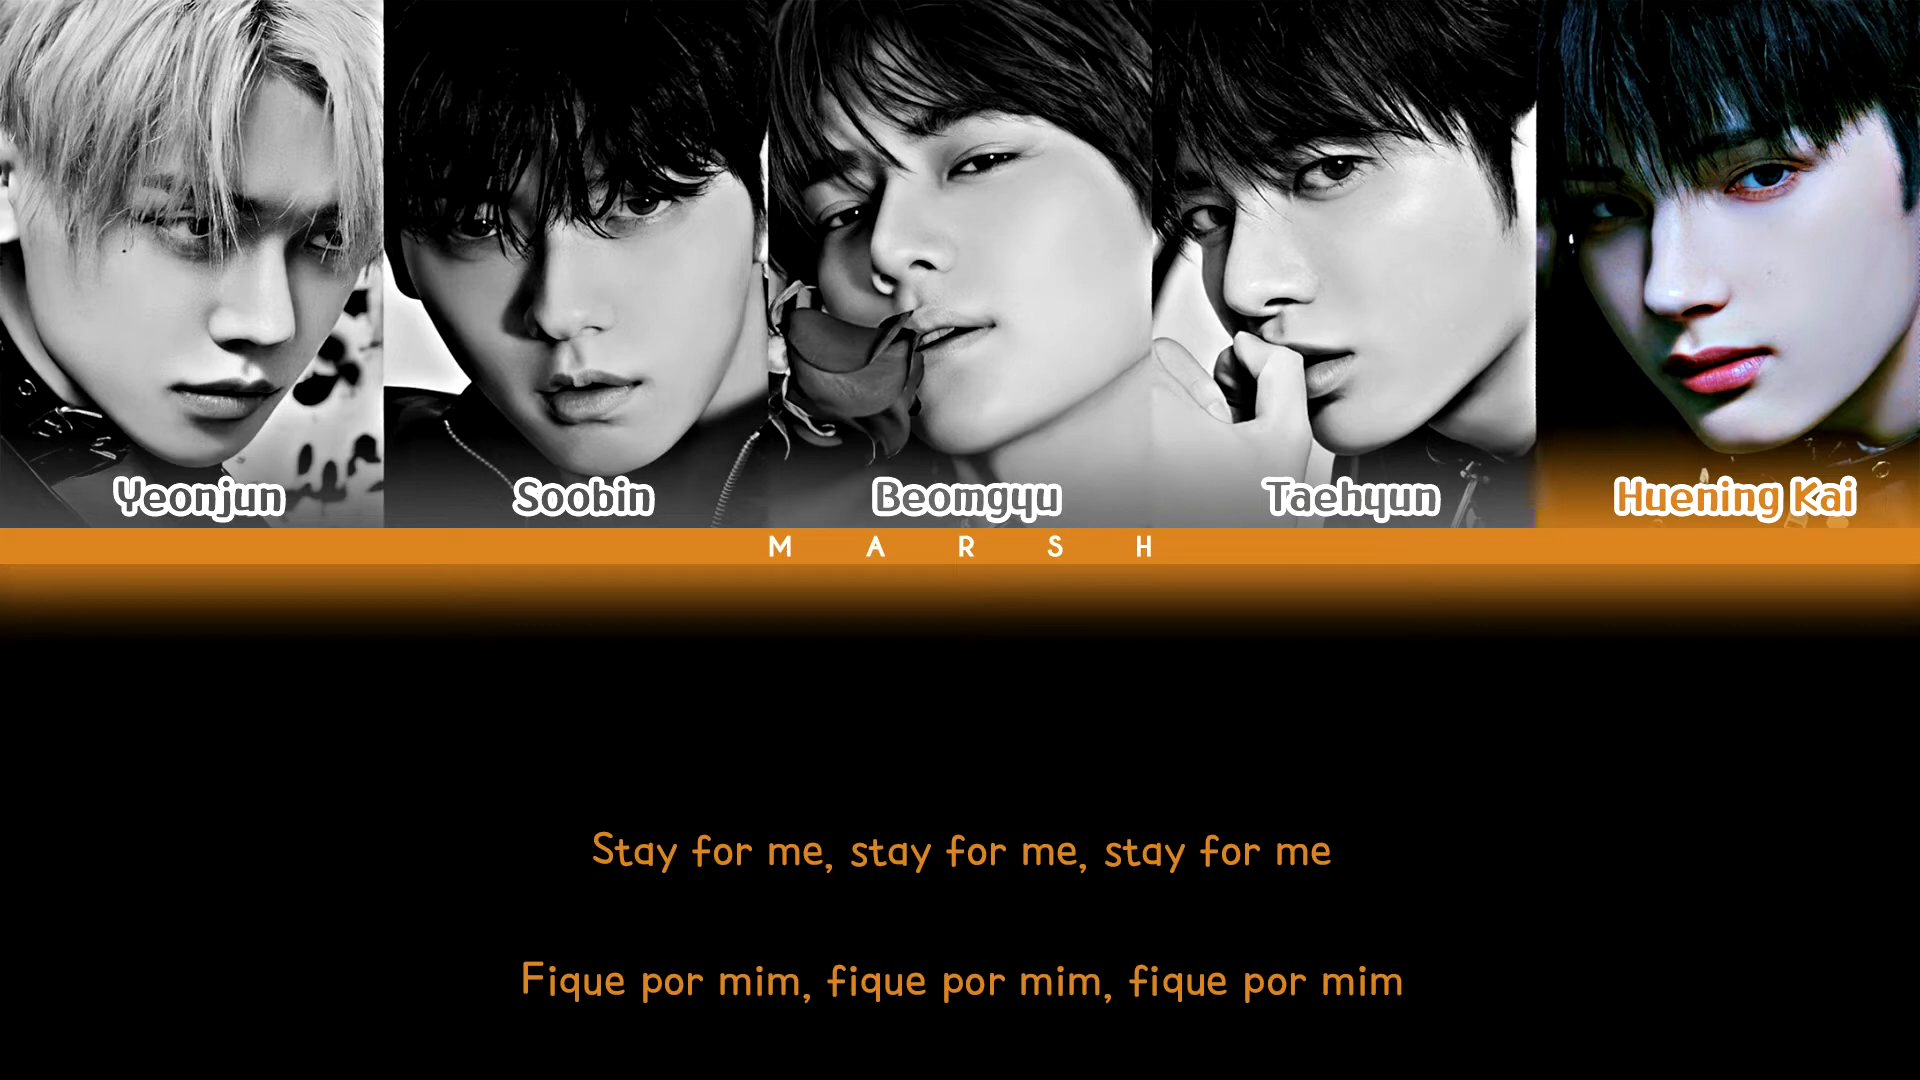 Yeonjun Soobin Beomgyu Taehyun Huening Kai
MARSH
Stay for me, stay for me, stay for me
Fique por mim, fique por mim, fique por mim